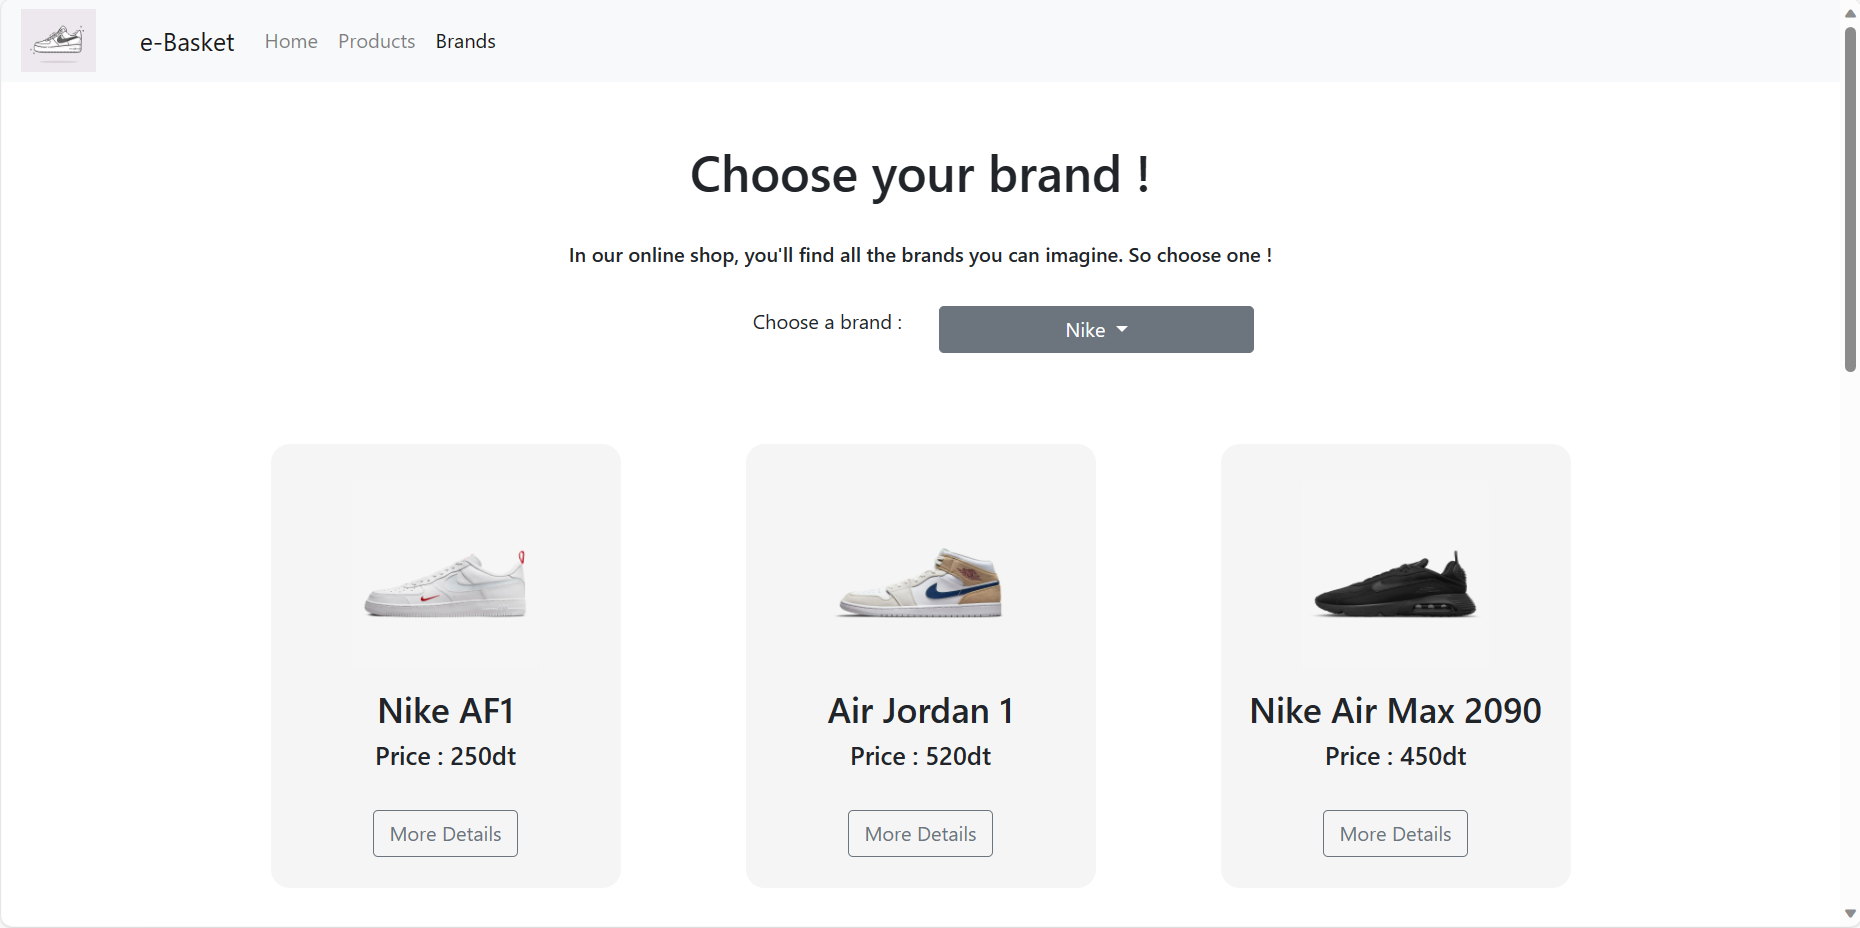 e-Basket Home Products Brands
Choose your brand !
In our online shop, you'll find all the brands you can imagine. So choose one !
Choose a brand : Nike
Nike AF1
Price : 250dt
More Details
Air Jordan 1
Price : 520dt
More Details
Nike Air Max 2090
Price : 450dt
More Details